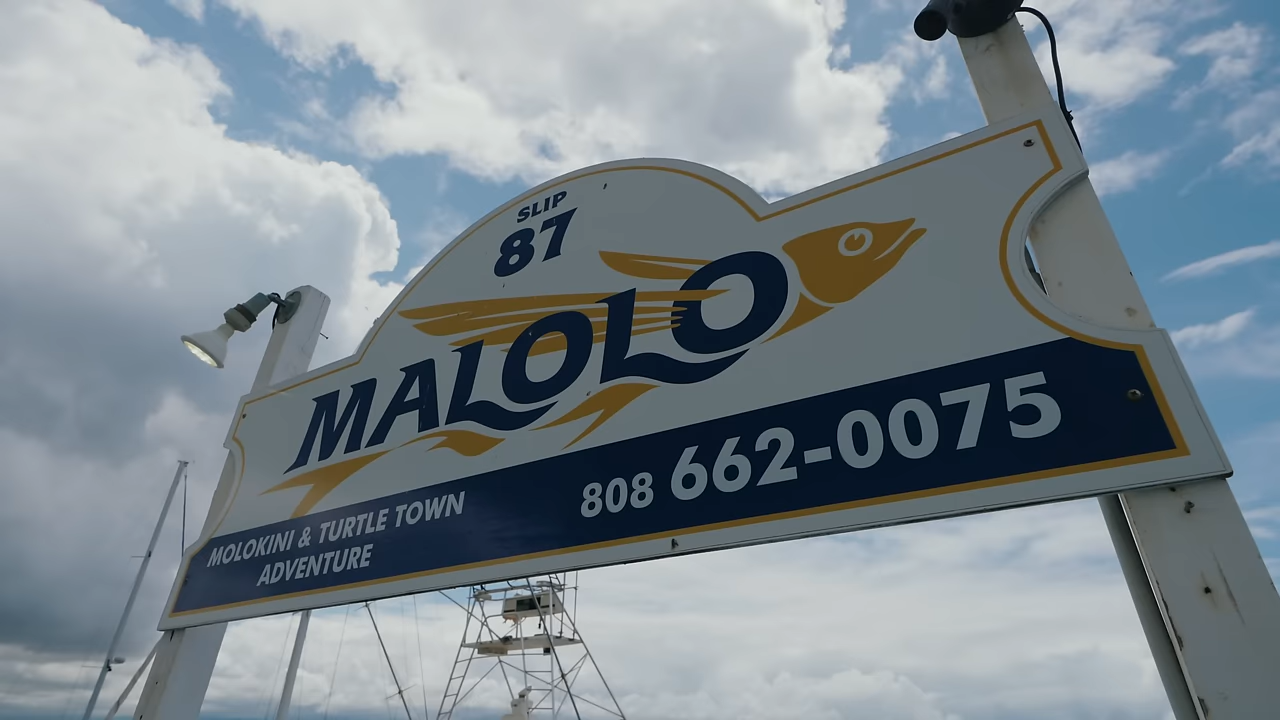 SLIP
87
MALOLO
MOLOKINI & TURTLE TOWN
ADVENTURE
808 662-0075